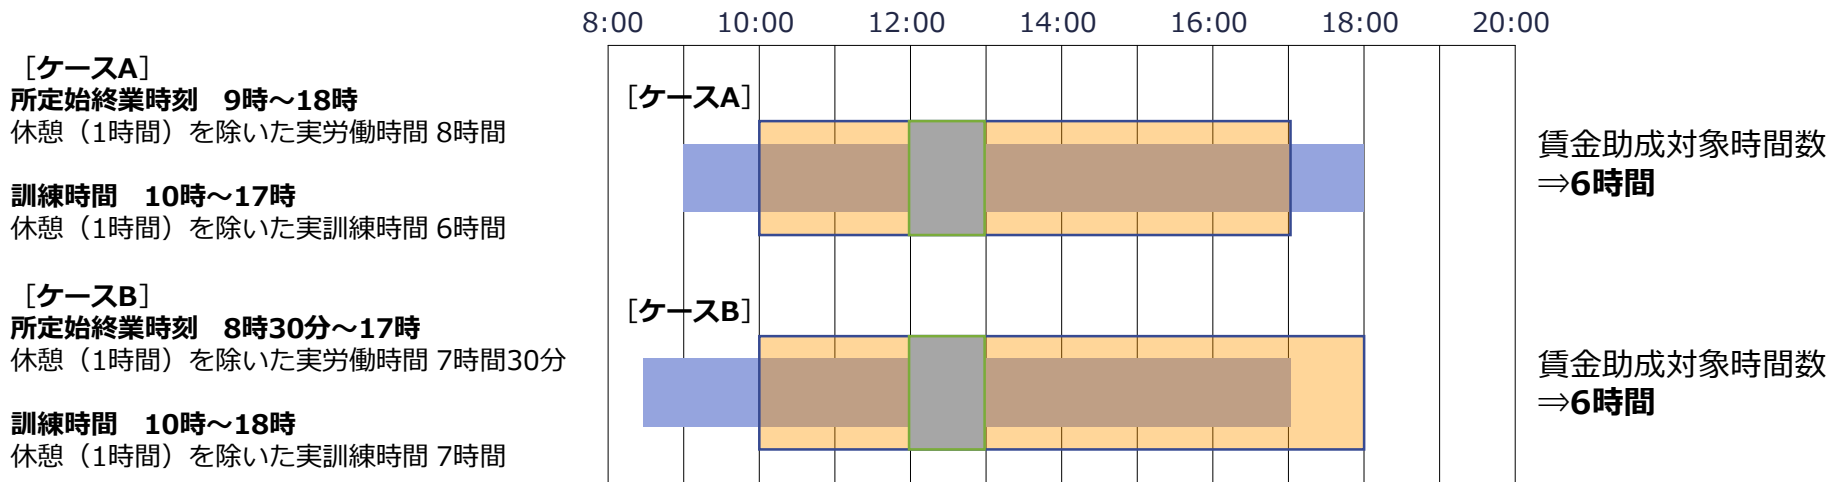 8:00 10:00 12:00 14:00 16:00 18:00 20:00
［ケースA］
所定始終業時刻　9時～18時
休憩（1時間）を除いた実労働時間 8時間
訓練時間　10時～17時
休憩（1時間）を除いた実訓練時間 6時間
［ケースA］
賃金助成対象時間数
⇒6時間
［ケースB］
所定始終業時刻　8時30分～17時
休憩（1時間）を除いた実労働時間 7時間30分
訓練時間　10時～18時
休憩（1時間）を除いた実訓練時間 7時間
［ケースB］
賃金助成対象時間数
⇒6時間